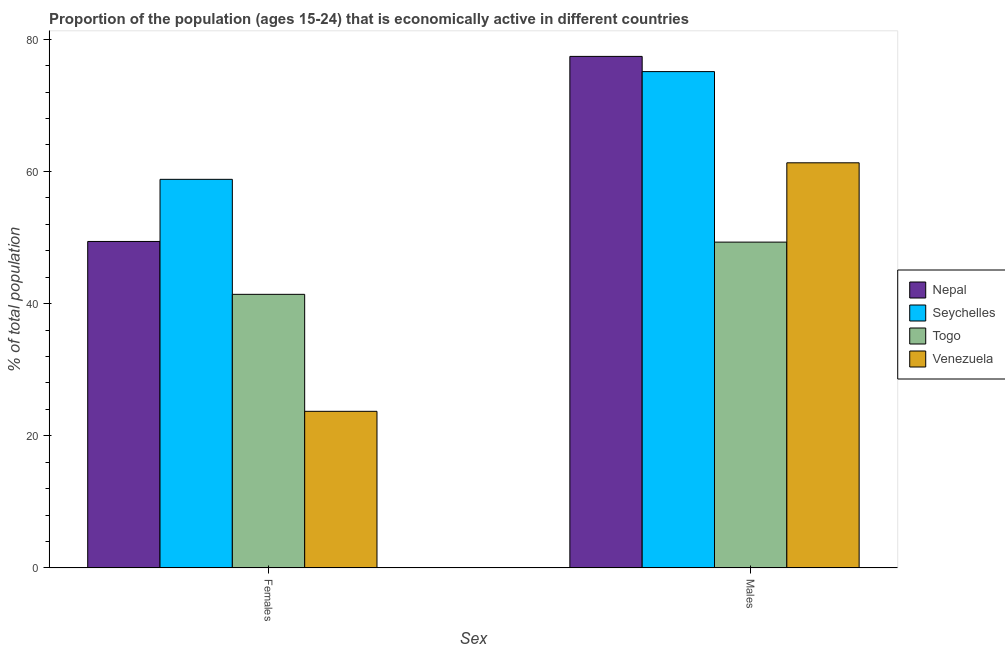 Proportion of the population (ages 15-24) that is economically active in different countries
% of total population
80
60
40
20
0
Females
Males
Sex
Nepal
Seychelles
Togo
Venezuela